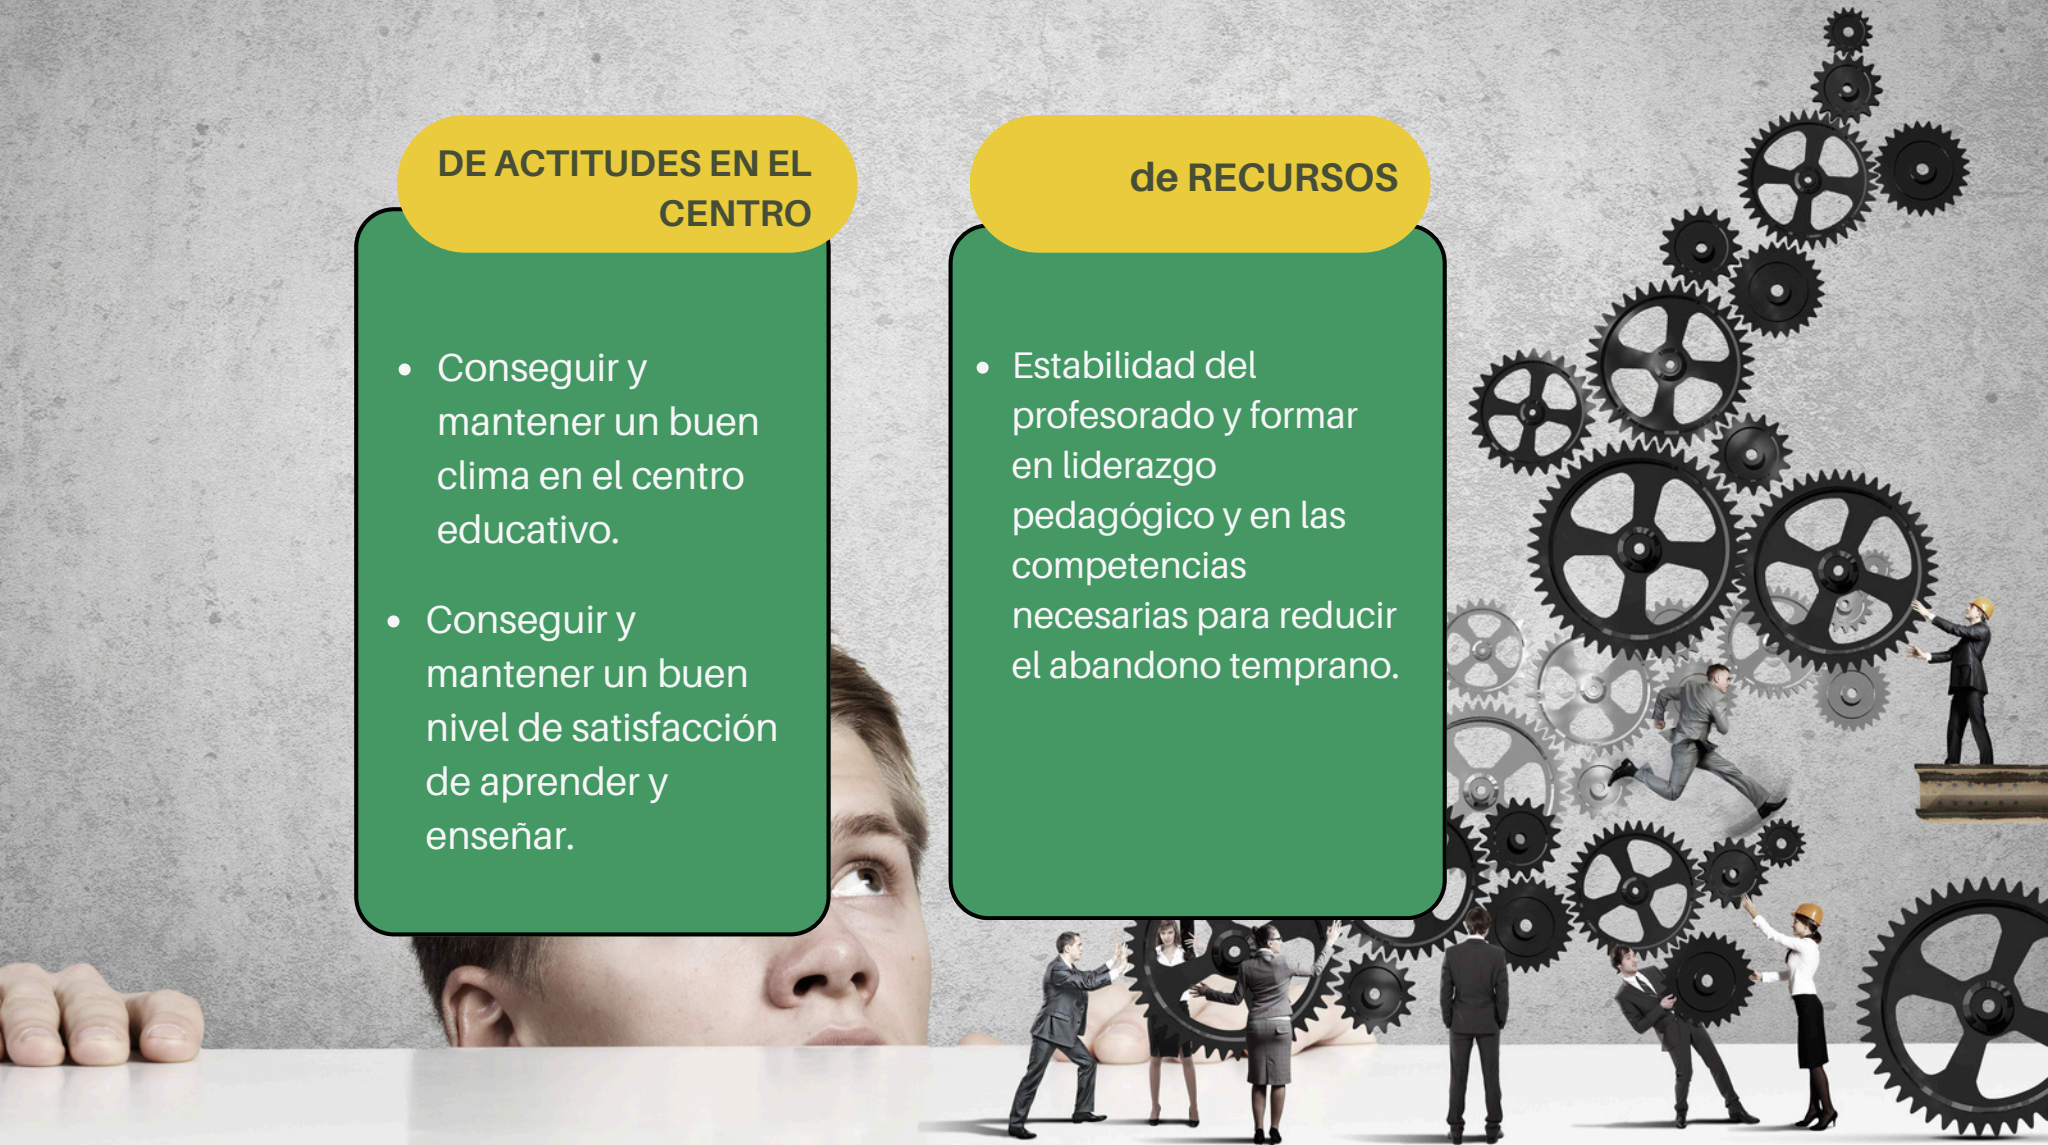 DE ACTITUDES EN EL
CENTRO
• Conseguir y
mantener un buen
clima en el centro
educativo.
• Conseguir y
mantener un buen
nivel de satisfacción
de aprender y
enseñar.
de RECURSOS
• Estabilidad del
profesorado y formar
en liderazgo
pedagógico y en las
competencias
necesarias para reducir
el abandono temprano.